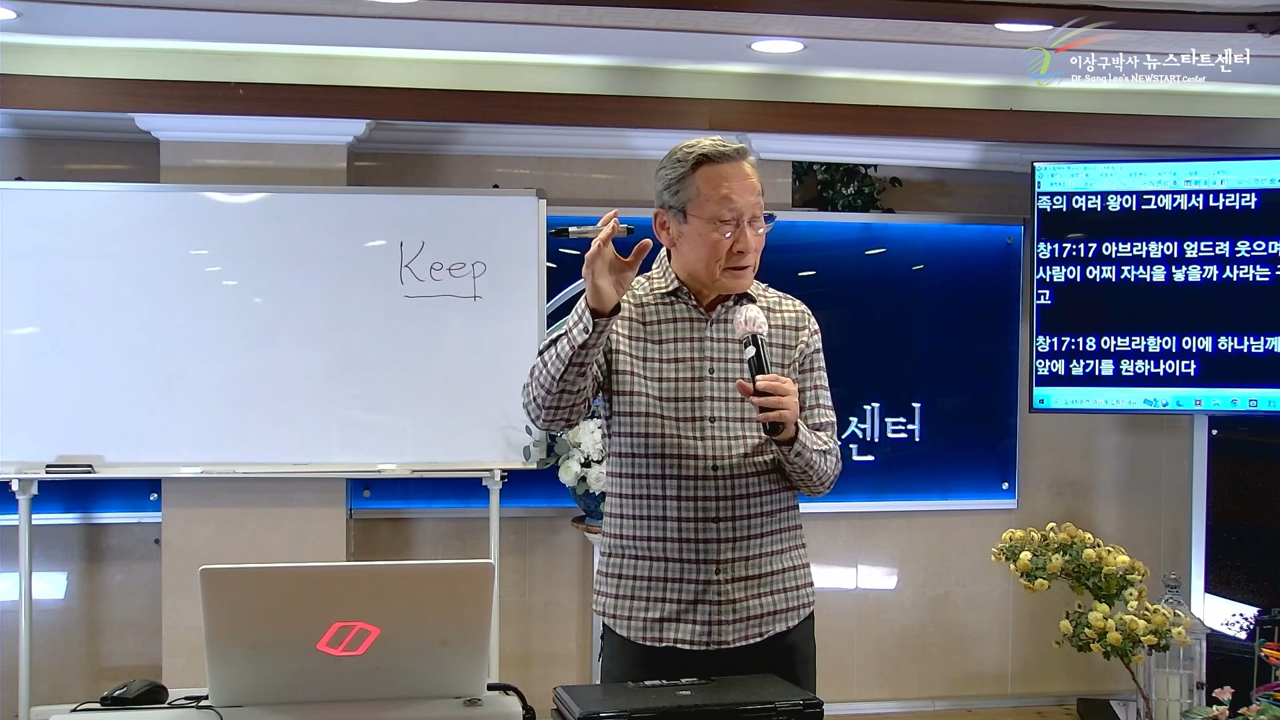 이상구박사 뉴스타트센터
Dr. Sang Lee's NEWSTART Center
Keep
센터
족의 여러 왕이 그에게서 나리라
창17:17 아브라함이 엎드려 웃으며
사람이 어찌 자식을 낳을까 사라는
고
창17:18 아브라함이 이에 하나님께
앞에 살기를 원하나이다